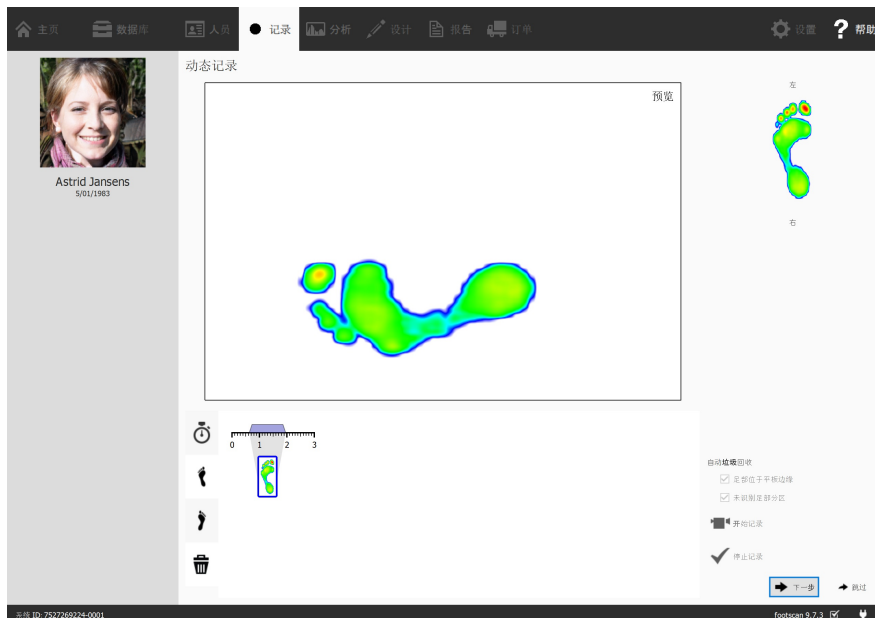 主页 数据库 人员 记录 分析 设计 报告 订单 设置 ? 帮助
动态记录
Astrid Jansens
5/01/1983
预览
左
右
0 1 2 3
自动垃圾回收
足部位于平板边缘
未识别足部分区
开始记录
停止记录
下一步 跳过
系统 ID: 7527269224-0001
footscan 9.7.3